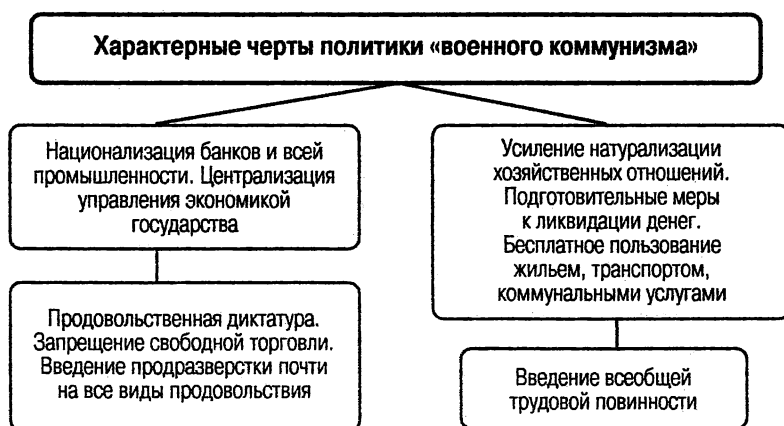 Характерные черты политики «военного коммунизма»
Национализация банков и всей
промышленности. Централизация
управления экономикой
государства
Продовольственная диктатура.
Запрещение свободной торговли.
Введение продразверстки почти
на все виды продовольствия
Усиление натурализации
хозяйственных отношений.
Подготовительные меры
к ликвидации денег.
Бесплатное пользование
жильем, транспортом,
коммунальными услугами
Введение всеобщей
трудовой повинности